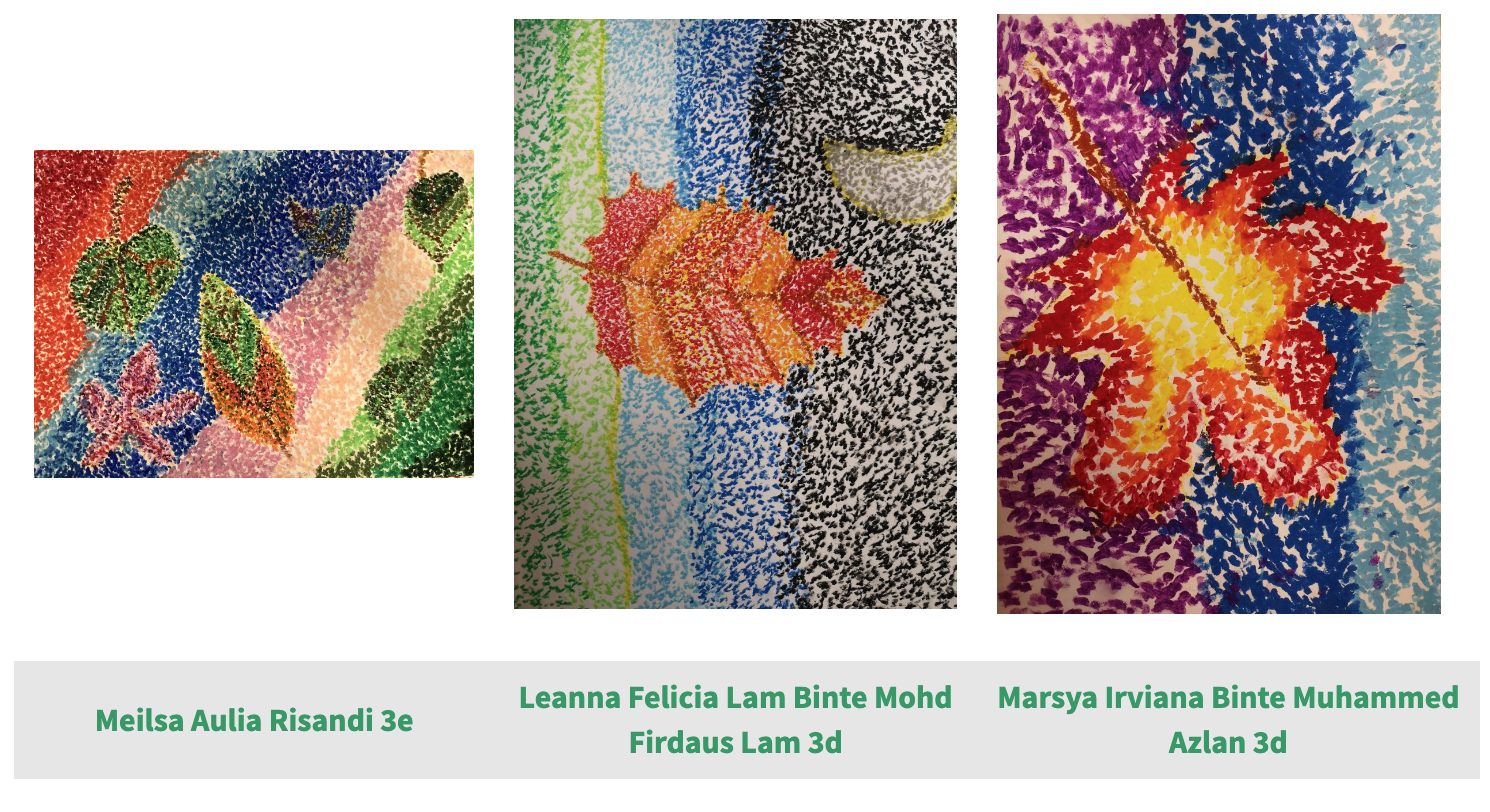 Meilsa Aulia Risandi 3e
Leanna Felicia Lam Binte Mohd
Firdaus Lam 3d
Marsya Irviana Binte Muhammed
Azlan 3d